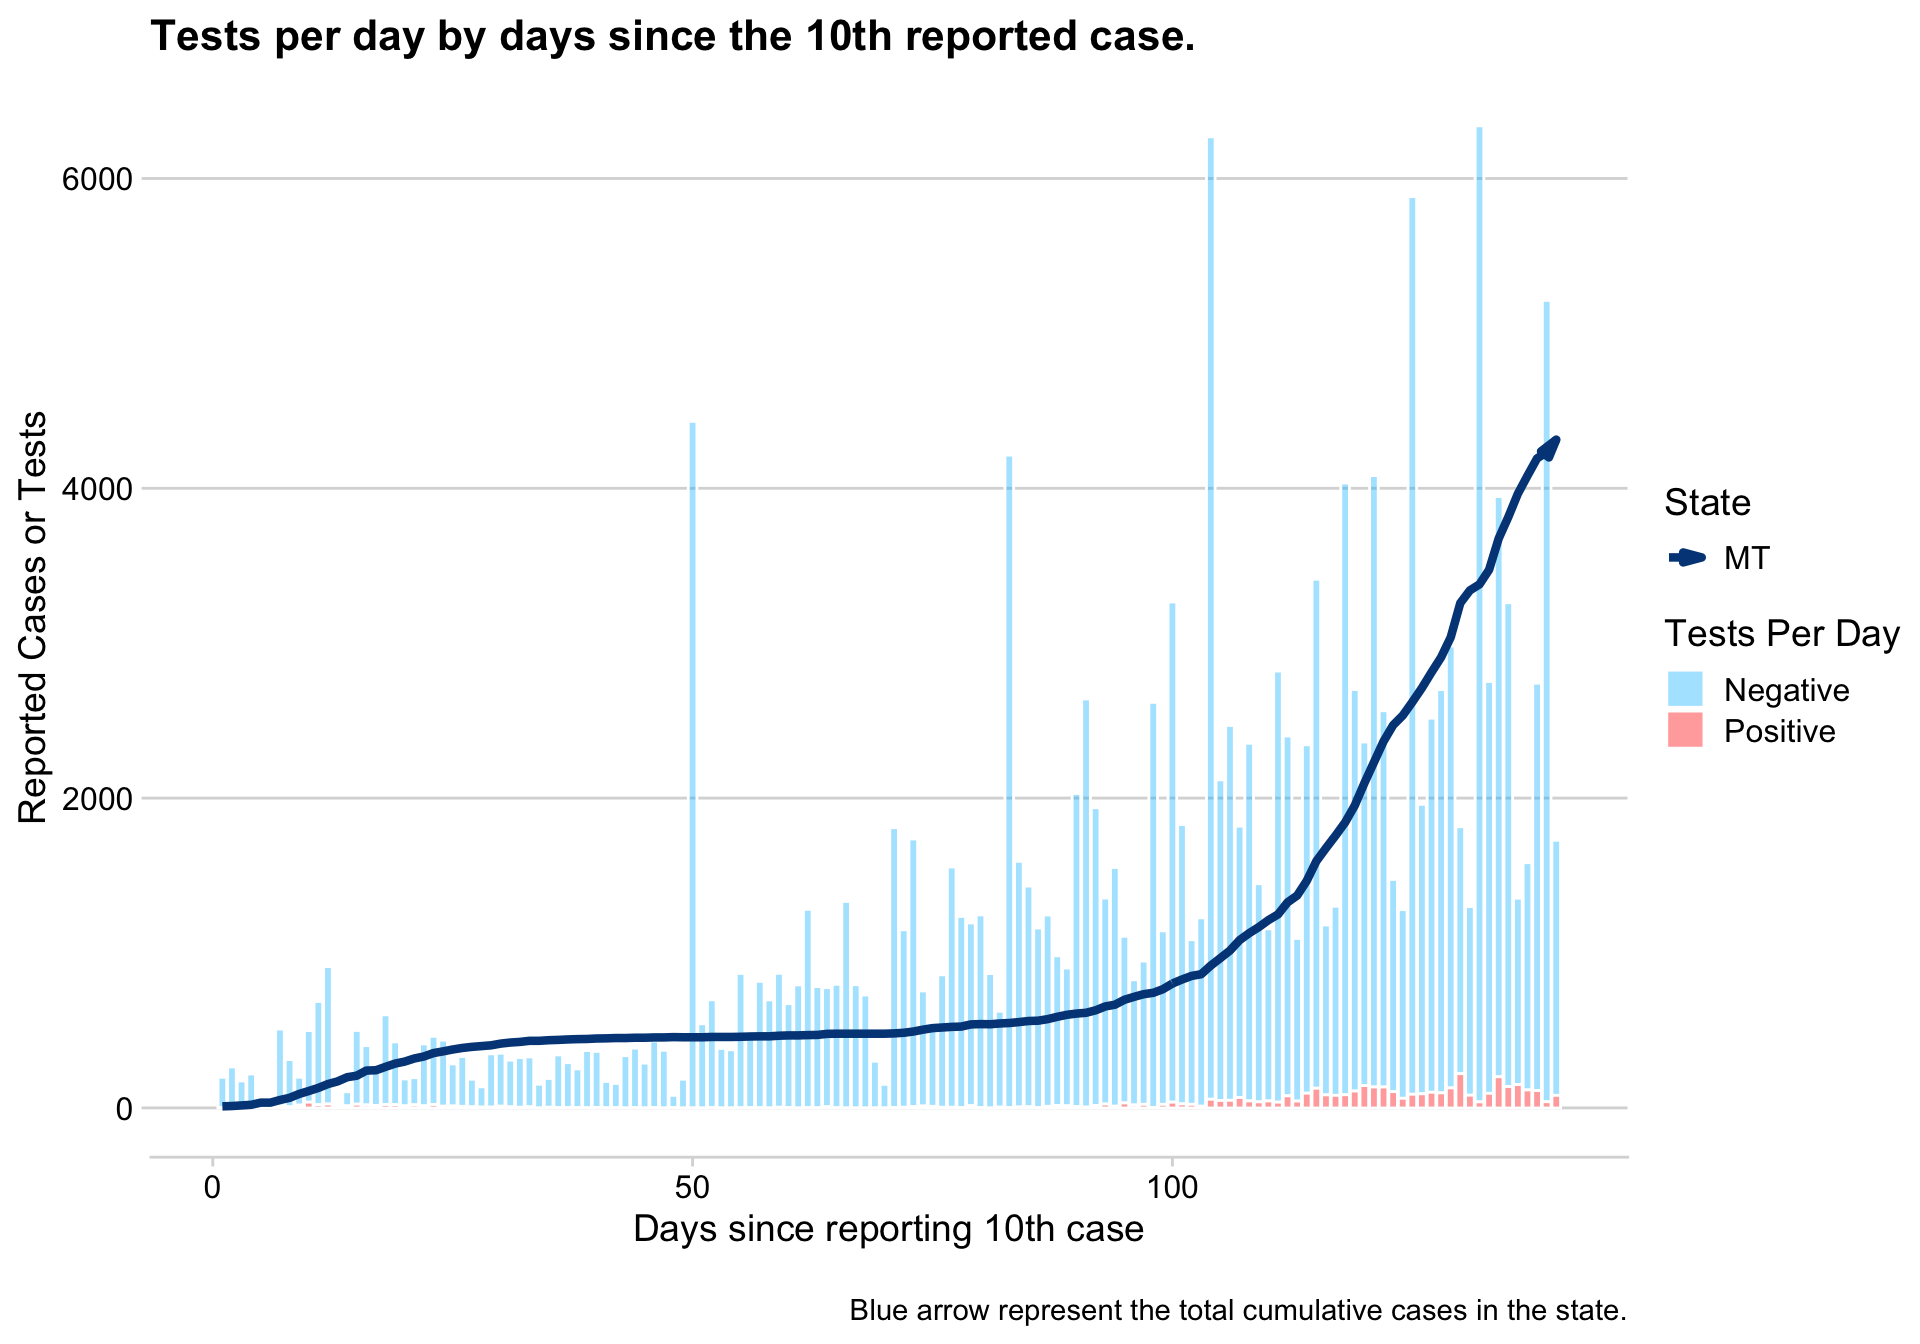 Tests per day by days since the 10th reported case.
6000
4000
2000
0
Reported Cases or Tests
0 50 100
Days since reporting 10th case
State
MT
Tests Per Day
Negative
Positive
Blue arrow represent the total cumulative cases in the state.